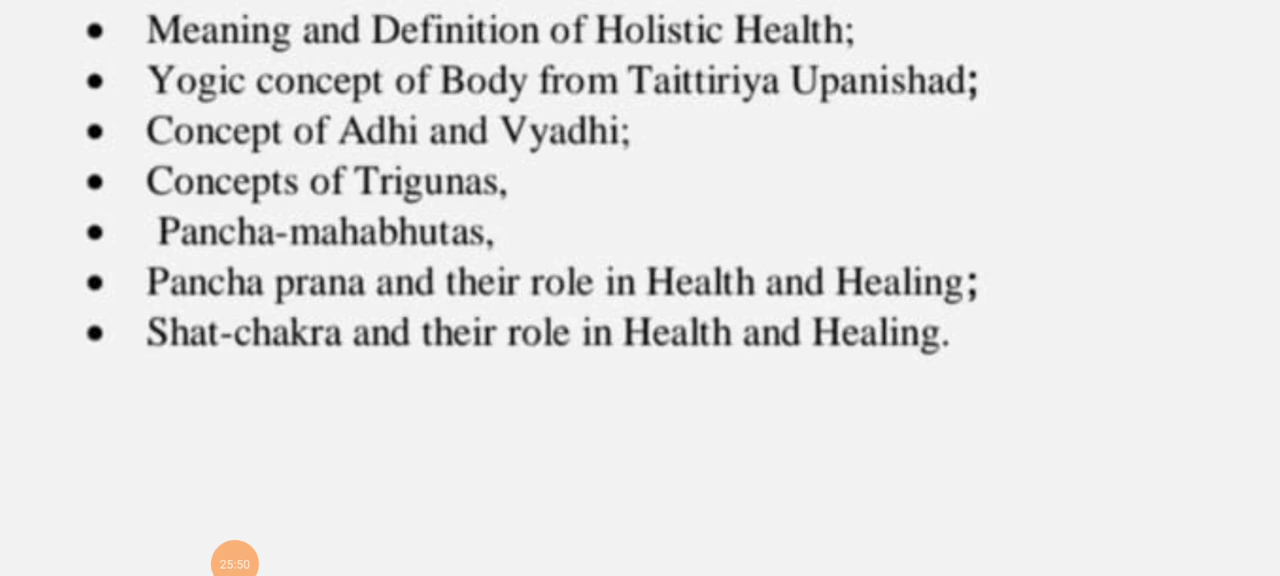 • Meaning and Definition of Holistic Health;
• Yogic concept of Body from Taittiriya Upanishad;
• Concept of Adhi and Vyadhi;
• Concepts of Trigunas,
• Pancha-mahabhutas,
• Pancha prana and their role in Health and Healing;
• Shat-chakra and their role in Health and Healing.
25:50